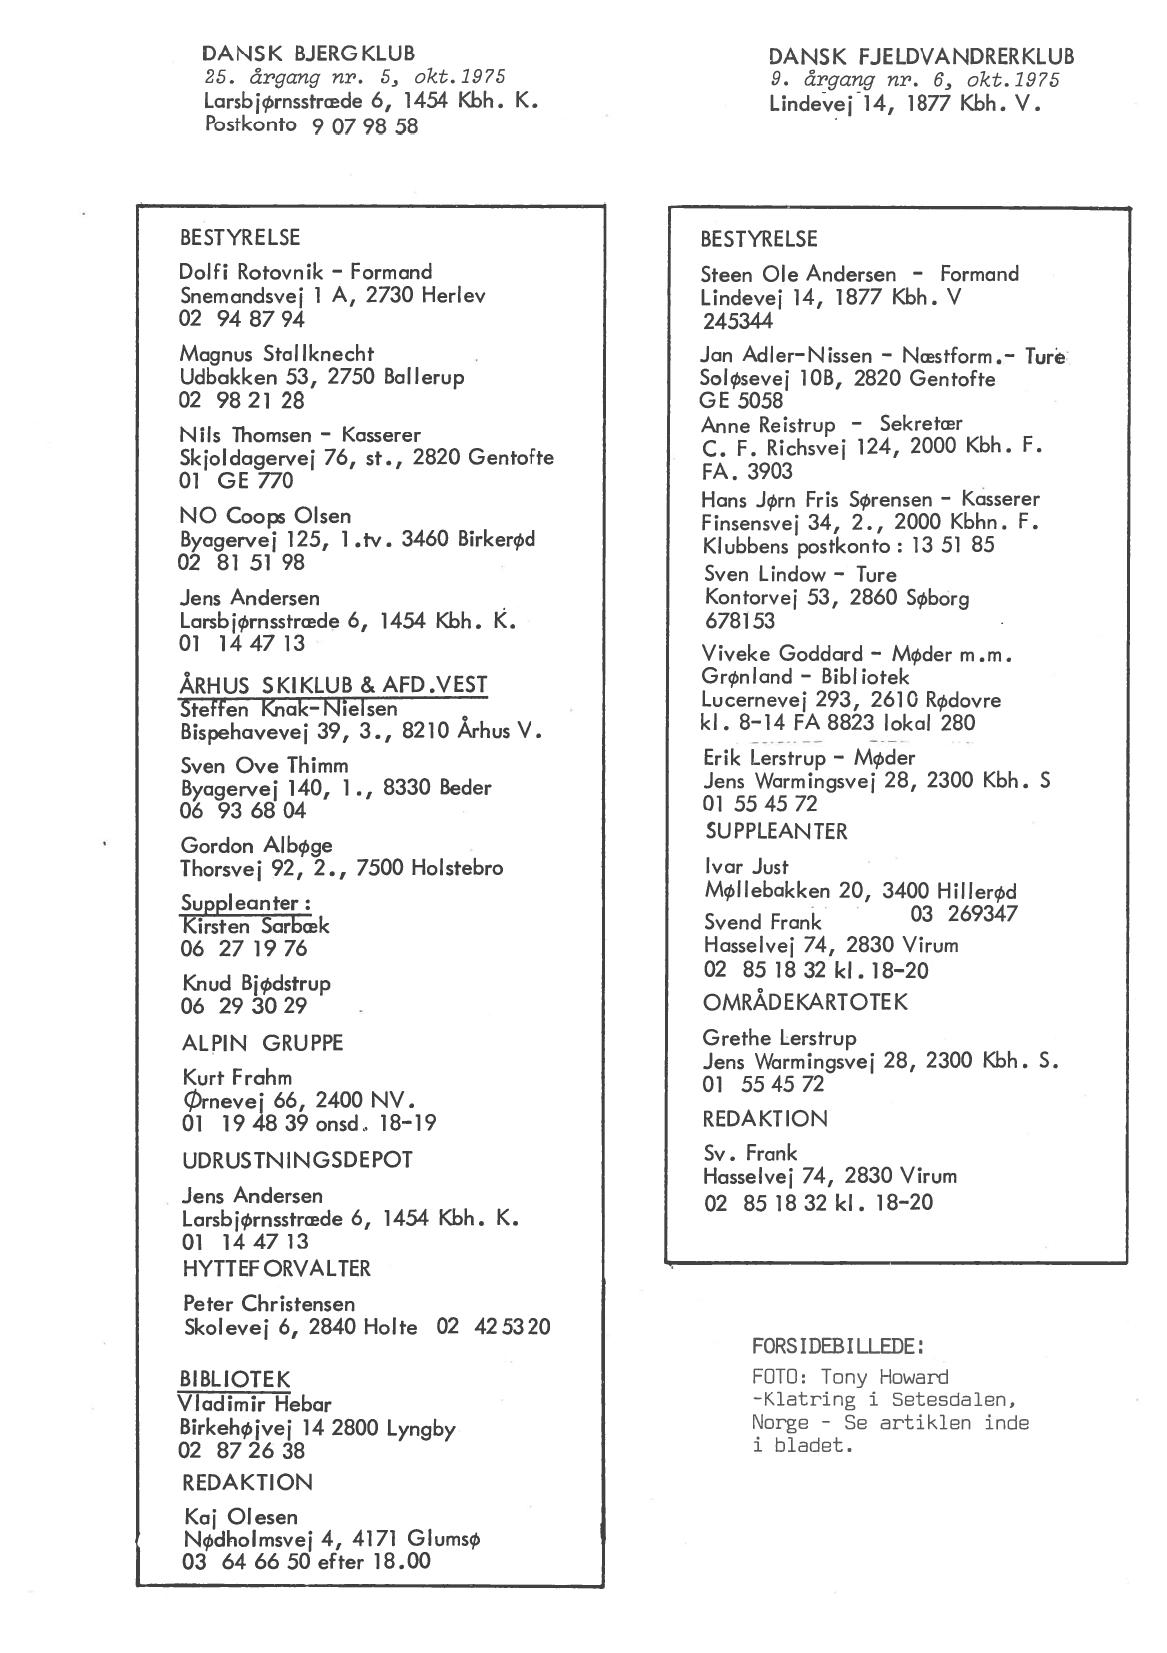 DANSK BJERGKLUB
25. årgang nr. 5, okt.1975
Larsbjørnsstræde 6, 1454 Kbh. K.
Postkonto 9 07 98 58
DANSK FJELDVANDRERKLUB
9. årgang nr. 6, okt.1975
Lindevej 14, 1877 Kbh. V.
BESTYRELSE
Dolfi Rotovnik - Formand
Snemandsvej 1 A, 2730 Herlev
02 94 87 94
Magnus Stallknecht
Udbakken 53, 2750 Ballerup
02 98 21 28
Nils Thomsen - Kasserer
Skjoldagervej 76, st., 2820 Gentofte
01 GE 770
NO Coops Olsen
Byagervej 125, 1.tv. 3460 Birkerød
02 81 51 98
Jens Andersen
Larsbjørnsstræde 6, 1454 Kbh. K.
01 14 47 13
ÅRHUS SKIKLUB & AFD.VEST
Steffen Knak-Nielsen
Bispehavevej 39, 3., 8210 Århus V.
Sven Ove Thimm
Byagervej 140, 1., 8330 Beder
06 93 68 04
Gordon Albøge
Thorsvej 92, 2., 7500 Holstebro
Suppleanter:
Kirsten Sarbæk
06 27 19 76
Knud Bjødstrup
06 29 30 29
ALPIN GRUPPE
Kurt Frahm
Ørnevej 66, 2400 NV.
01 19 48 39 onsd. 18-19
UDRUSTNINGSDEPOT
Jens Andersen
Larsbjørnsstræde 6, 1454 Kbh. K.
01 14 47 13
HYTTEFORVALTER
Peter Christensen
Skolevej 6, 2840 Holte 02 42 53 20
BIBLIOTEK
Vladimir Hebar
Birkehøjvej 14 2800 Lyngby
02 87 26 38
REDAKTION
Kaj Olesen
Nødholmsvej 4, 4171 Glumsø
03 64 66 50 efter 18.00
BESTYRELSE
Steen Ole Andersen - Formand
Lindevej 14, 1877 Kbh. V
245344
Jan Adler-Nissen - Næstform.- Ture
Soløsevej 10B, 2820 Gentofte
GE 5058
Anne Reistrup - Sekretær
C. F. Richsvej 124, 2000 Kbh. F.
FA. 3903
Hans Jørn Fris Sørensen - Kasserer
Finsensvej 34, 2., 2000 Kbhn. F.
Klubbens postkonto: 13 51 85
Sven Lindow - Ture
Kontorvej 53, 2860 Søborg
678153
Viveke Goddard - Møder m.m.
Grønland - Bibliotek
Lucernevej 293, 2610 Rødovre
kl. 8-14 FA 8823 lokal 280
Erik Lerstrup - Møder
Jens Warmingsvej 28, 2300 Kbh. S
01 55 45 72
SUPPLEANTER
Ivar Just
Møllebakken 20, 3400 Hillerød
03 269347
Svend Frank
Hasselvej 74, 2830 Virum
02 85 18 32 kl. 18-20
OMRÅDEKARTOTEK
Grethe Lerstrup
Jens Warmingsvej 28, 2300 Kbh. S.
01 55 45 72
REDAKTION
Sv. Frank
Hasselvej 74, 2830 Virum
02 85 18 32 kl. 18-20
FORSIDEBILLEDE:
FOTO: Tony Howard
-Klatring i Setesdalen,
Norge - Se artiklen inde
i bladet.